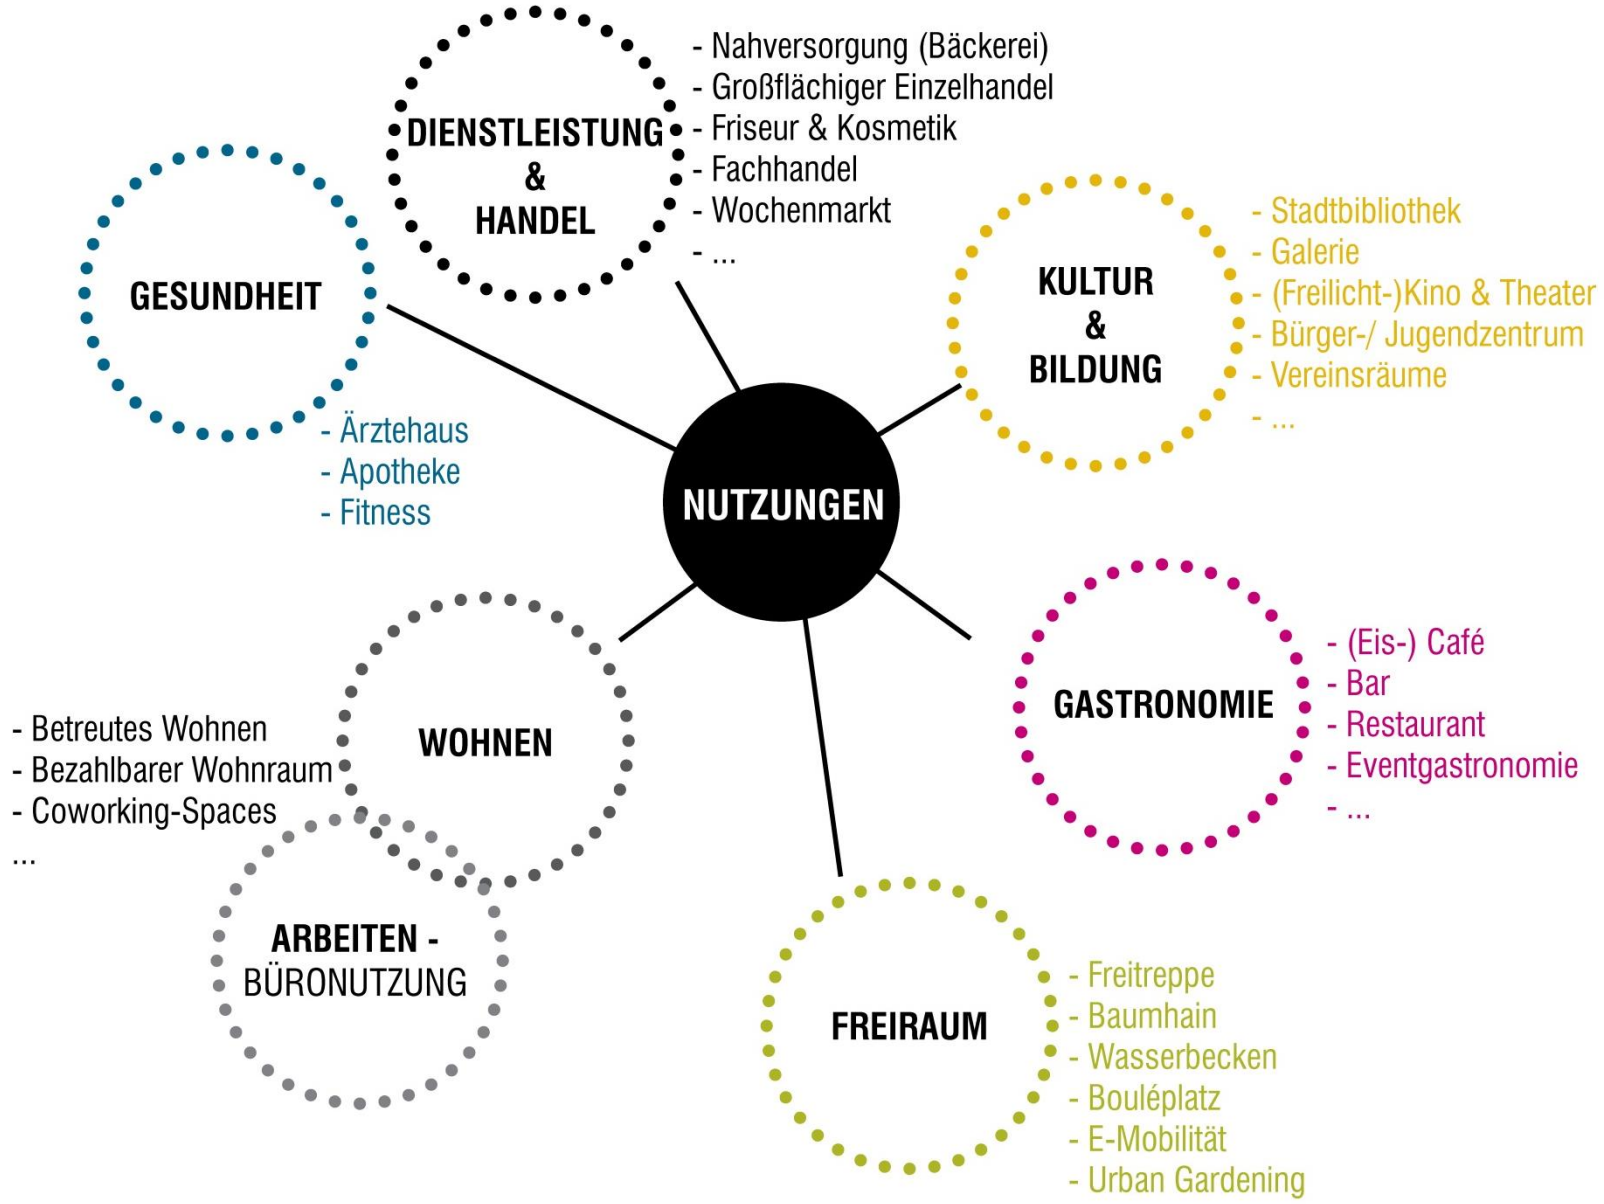 DIENSTLEISTUNG
&
HANDEL
- Nahversorgung (Bäckerei)
- Großflächiger Einzelhandel
- Friseur & Kosmetik
- Fachhandel
- Wochenmarkt
- ...
GESUNDHEIT
- Ärztehaus
- Apotheke
- Fitness
KULTUR
&
BILDUNG
- Stadtbibliothek
- Galerie
- (Freilicht-)Kino & Theater
- Bürger-/ Jugendzentrum
- Vereinsräume
- ...
NUTZUNGEN
GASTRONOMIE
- (Eis-) Café
- Bar
- Restaurant
- Eventgastronomie
- ...
WOHNEN
- Betreutes Wohnen
- Bezahlbarer Wohnraum
- Coworking-Spaces
...
ARBEITEN -
BÜRONUTZUNG
FREIRAUM
- Freitreppe
- Baumhain
- Wasserbecken
- Bouléplatz
- E-Mobilität
- Urban Gardening